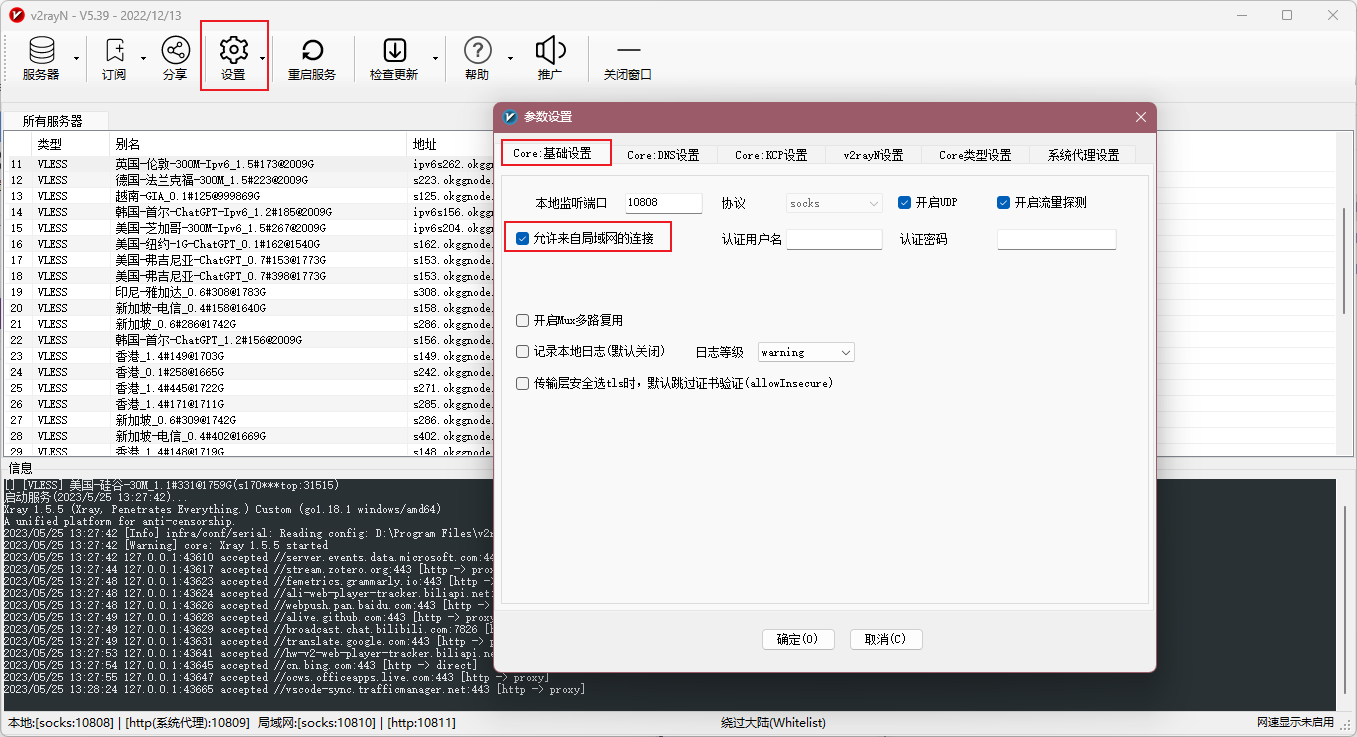 v2rayN - V5.39 - 2022/12/13
服务器
订阅
分享
设置
重启服务
检查更新
帮助
推广
关闭窗口
所有服务器
类型 别名 地址
11 VLESS 英国-伦敦-300M-Ipv6_1.5#173@2009G ipv6s262.okgg
12 VLESS 德国-法兰克福-300M_1.5#223@2009G s223.okggnode.
13 VLESS 越南-GIA_0.1#125@999869G s125.okggnode.
14 VLESS 韩国-首尔-ChatGPT-Ipv6_1.2#185@2009G ipv6s156.okgg
15 VLESS 美国-芝加哥-300M-Ipv6_1.5#267@2009G ipv6s204.okgg
16 VLESS 美国-纽约-1G-ChatGPT_0.1#162@1540G s162.okggnode.
17 VLESS 美国-弗吉尼亚-ChatGPT_0.7#153@1773G s153.okggnode.
18 VLESS 美国-弗吉尼亚-ChatGPT_0.7#398@1773G s153.okggnode.
19 VLESS 印尼-雅加达_0.6#308@1783G s308.okggnode.
20 VLESS 新加坡-电信_0.4#158@1640G s158.okggnode.
21 VLESS 新加坡_0.6#286@1742G s286.okggnode.
22 VLESS 韩国-首尔-ChatGPT_1.2#156@2009G s156.okggnode.
23 VLESS 香港_1.4#149@1703G s149.okggnode.
24 VLESS 香港_0.1#258@1665G s242.okggnode.
25 VLESS 香港_1.4#445@1722G s271.okggnode.
26 VLESS 香港_1.4#171@1711G s285.okggnode.
27 VLESS 新加坡_0.6#309@1742G s286.okggnode.
28 VLESS 新加坡-电信_0.4#402@1669G s402.okggnode.
29 VLESS 香港_1.4#148@1719G s148.okggnode.
参数设置
Core:基础设置
Core:DNS设置
Core:KCP设置
v2rayN设置
Core类型设置
系统代理设置
本地监听端口 10808 协议 socks 开启UDP 开启流量探测
允许来自局域网的连接 认证用户名 认证密码
开启Mux多路复用
记录本地日志(默认关闭) 日志等级 warning
传输层安全选tls时，默认跳过证书验证(allowInsecure)
确定(O) 取消(C)
信息
[] [VLESS] 美国-硅谷-30M_1.1#331@1759G(s170***top:31515)
启动服务(2023/5/25 13:27:42)...
Xray 1.5.5 (Xray, Penetrates Everything.) Custom (go1.18.1 windows/amd64)
A unified platform for anti-censorship.
2023/05/25 13:27:42 [Info] infra/conf/serial: Reading config: D:\Program Files\v2r
2023/05/25 13:27:42 [Warning] core: Xray 1.5.5 started
2023/05/25 13:27:42 127.0.0.1:43610 accepted //server.events.data.microsoft.com:44
2023/05/25 13:27:44 127.0.0.1:43617 accepted //stream.zotero.org:443 [http -> prox
2023/05/25 13:27:48 127.0.0.1:43623 accepted //femetrics.grammarly.io:443 [http ->
2023/05/25 13:27:48 127.0.0.1:43624 accepted //ali-web-player-tracker.biliapi.net:
2023/05/25 13:27:48 127.0.0.1:43626 accepted //webpush.pan.baidu.com:443 [http ->
2023/05/25 13:27:49 127.0.0.1:43628 accepted //alive.github.com:443 [http -> proxy
2023/05/25 13:27:49 127.0.0.1:43629 accepted //broadcast.chat.bilibili.com:7826 [h
2023/05/25 13:27:49 127.0.0.1:43631 accepted //translate.google.com:443 [http -> p
2023/05/25 13:27:53 127.0.0.1:43641 accepted //hw-v2-web-player-tracker.biliapi.ne
2023/05/25 13:27:54 127.0.0.1:43645 accepted //cn.bing.com:443 [http -> direct]
2023/05/25 13:27:55 127.0.0.1:43647 accepted //ocws.officeapps.live.com:443 [http -> proxy]
2023/05/25 13:28:24 127.0.0.1:43665 accepted //vscode-sync.trafficmanager.net:443 [http -> proxy]
本地:[socks:10808] | [http(系统代理):10809] 局域网:[socks:10810] | [http:10811] 绕过大陆(Whitelist) 网速显示未启用